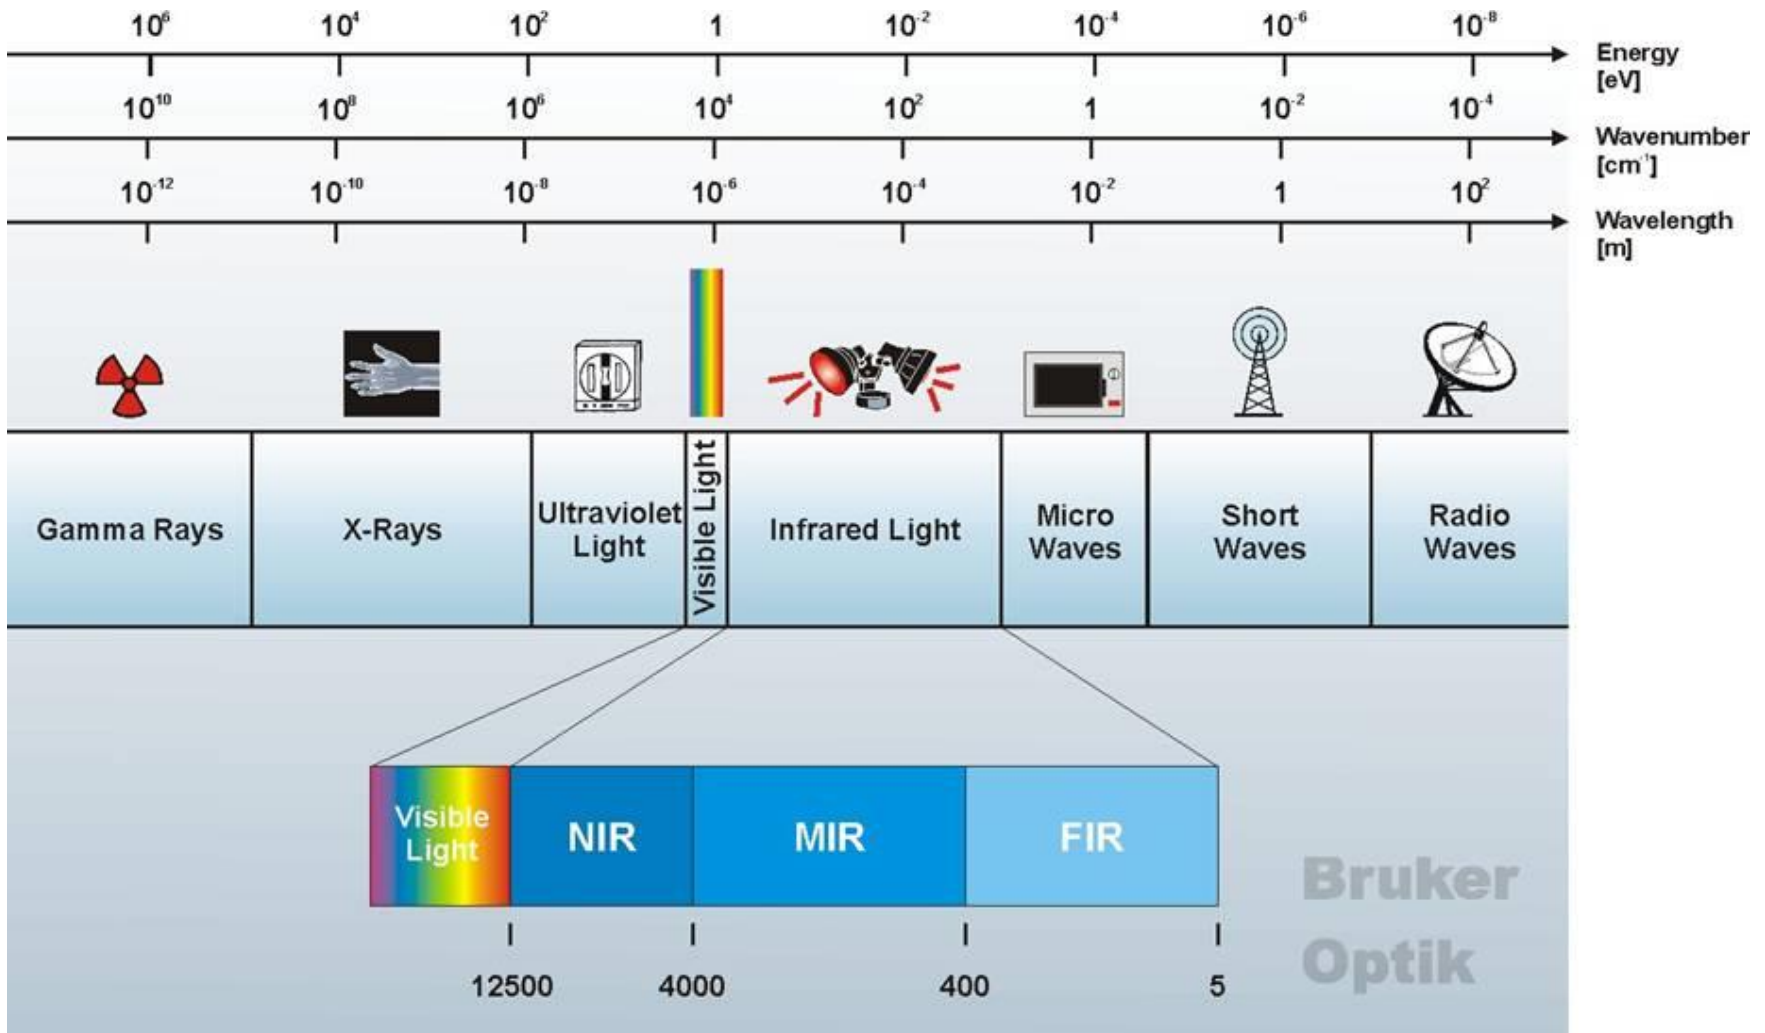 10⁶ 10⁴ 10² 1 10⁻² 10⁻⁴ 10⁻⁶ 10⁻⁸
Energy
[eV]
10¹⁰ 10⁸ 10⁶ 10⁴ 10² 1 10⁻² 10⁻⁴
Wavenumber
[cm⁻¹]
10⁻¹² 10⁻¹⁰ 10⁻⁸ 10⁻⁶ 10⁻⁴ 10⁻² 1 10²
Wavelength
[m]
Gamma Rays
X-Rays
Ultraviolet
Light
Visible Light
Infrared Light
Micro
Waves
Short
Waves
Radio
Waves
Visible
Light
NIR
MIR
FIR
12500 4000 400 5
Bruker
Optik